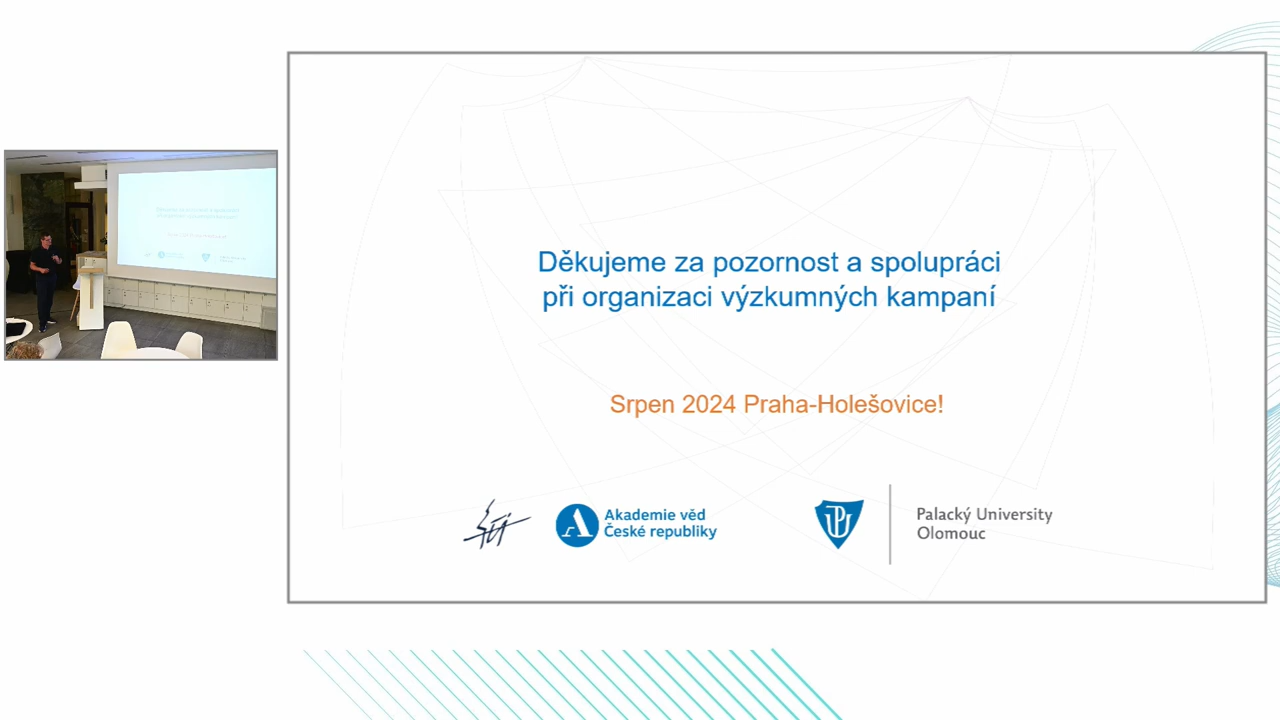 Děkujeme za pozornost a spolupráci
při organizaci výzkumných kampaní
Srpen 2024 Praha-Holešovice!
Akademie věd
České republiky
Palacký University
Olomouc